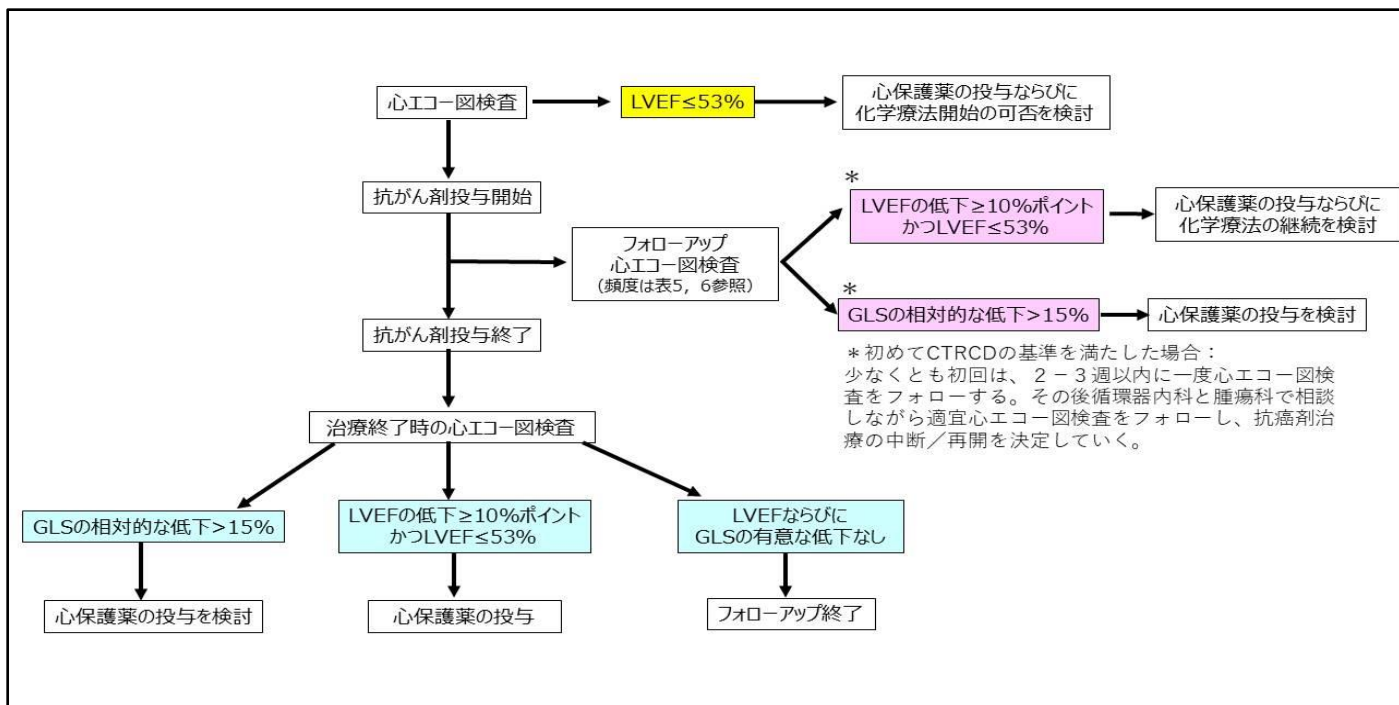 心エコー図検査
LVEF≤53%
心保護薬の投与ならびに
化学療法開始の可否を検討
抗がん剤投与開始
*
LVEFの低下≥10%ポイント
かつLVEF≤53%
心保護薬の投与ならびに
化学療法の継続を検討
フォローアップ
心エコー図検査
(頻度は表5, 6参照)
*
GLSの相対的な低下>15%
心保護薬の投与を検討
抗がん剤投与終了
*初めてCTRCDの基準を満たした場合:
少なくとも初回は、2-3週以内に一度心エコー図検
査をフォローする。その後循環器内科と腫瘍科で相談
しながら適宜心エコー図検査をフォローし、抗癌剤治
療の中断/再開を決定していく。
治療終了時の心エコー図検査
GLSの相対的な低下>15%
LVEFの低下≥10%ポイント
かつLVEF≤53%
LVEFならびに
GLSの有意な低下なし
心保護薬の投与を検討
心保護薬の投与
フォローアップ終了